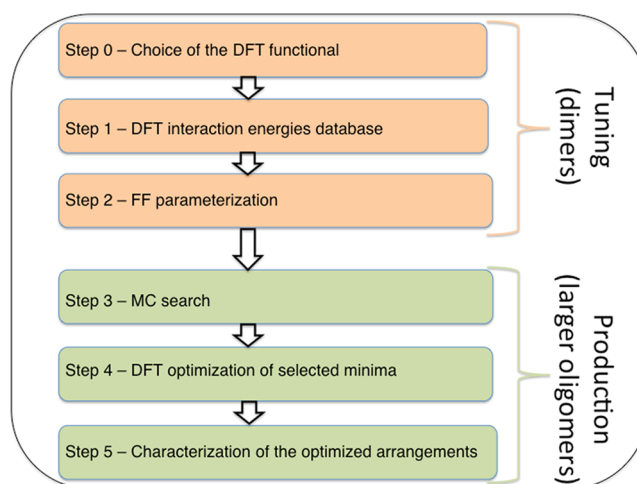 Step 0 – Choice of the DFT functional
Step 1 – DFT interaction energies database
Step 2 – FF parameterization
Tuning
(dimers)
Step 3 – MC search
Step 4 – DFT optimization of selected minima
Step 5 – Characterization of the optimized arrangements
Production
(larger oligomers)